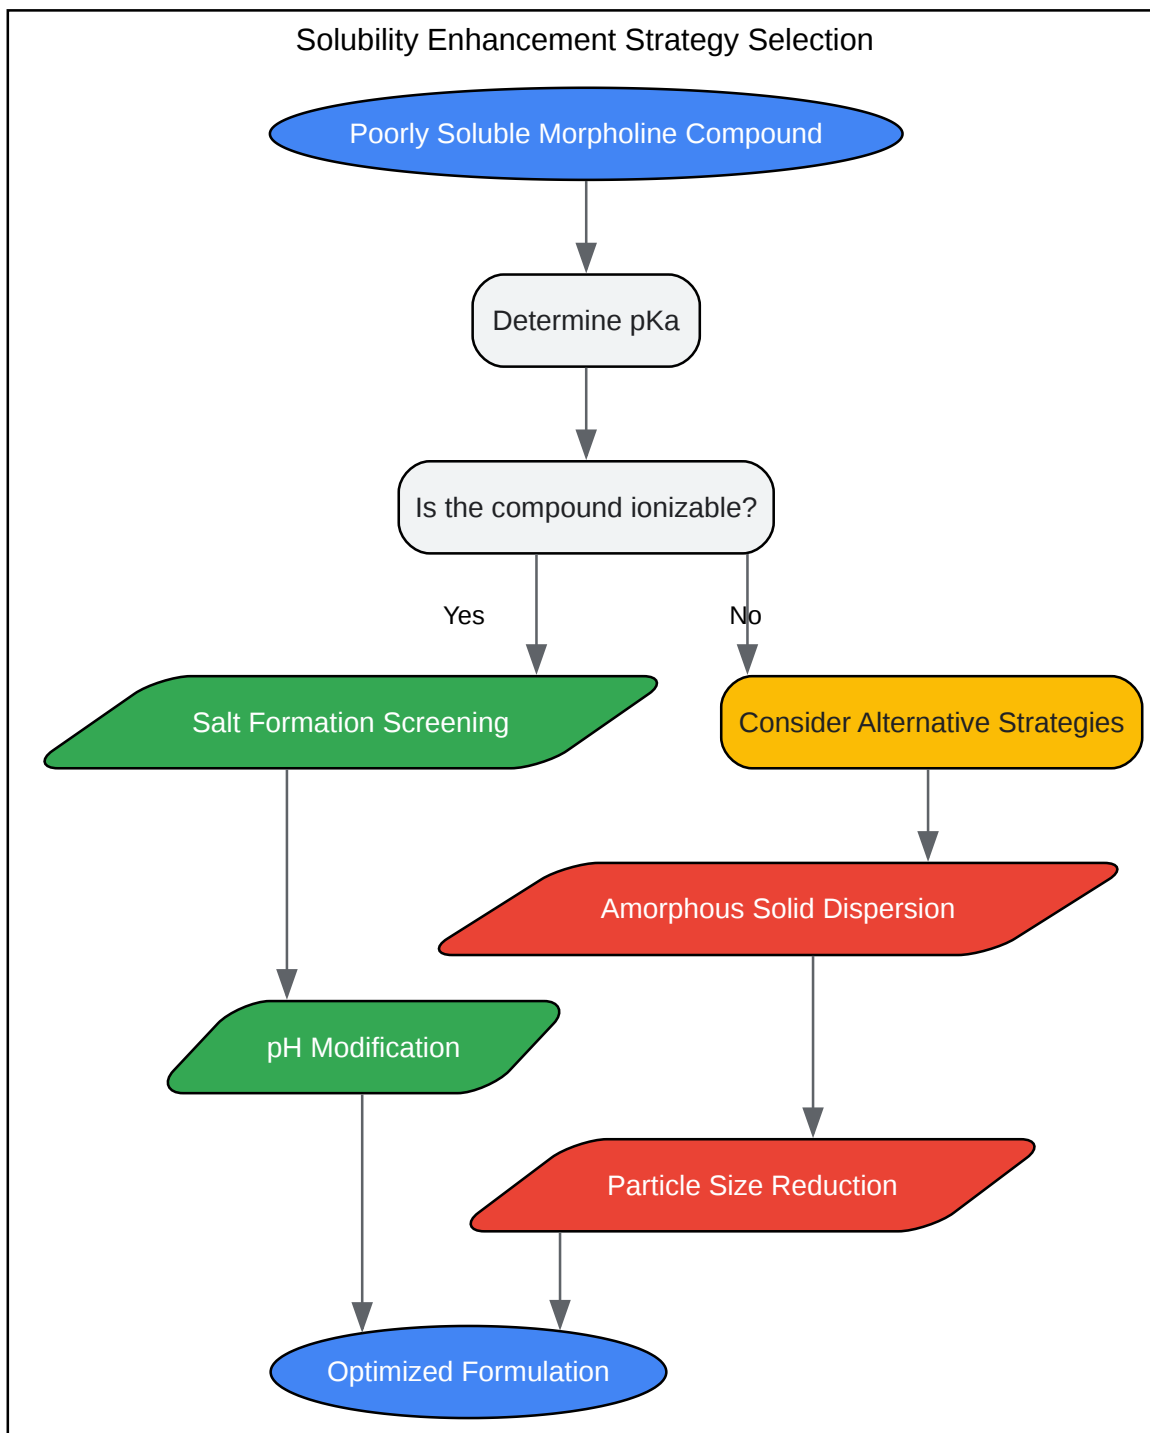 Solubility Enhancement Strategy Selection
Poorly Soluble Morpholine Compound
Determine pKa
Is the compound ionizable?
Yes
No
Salt Formation Screening
Consider Alternative Strategies
Amorphous Solid Dispersion
pH Modification
Particle Size Reduction
Optimized Formulation